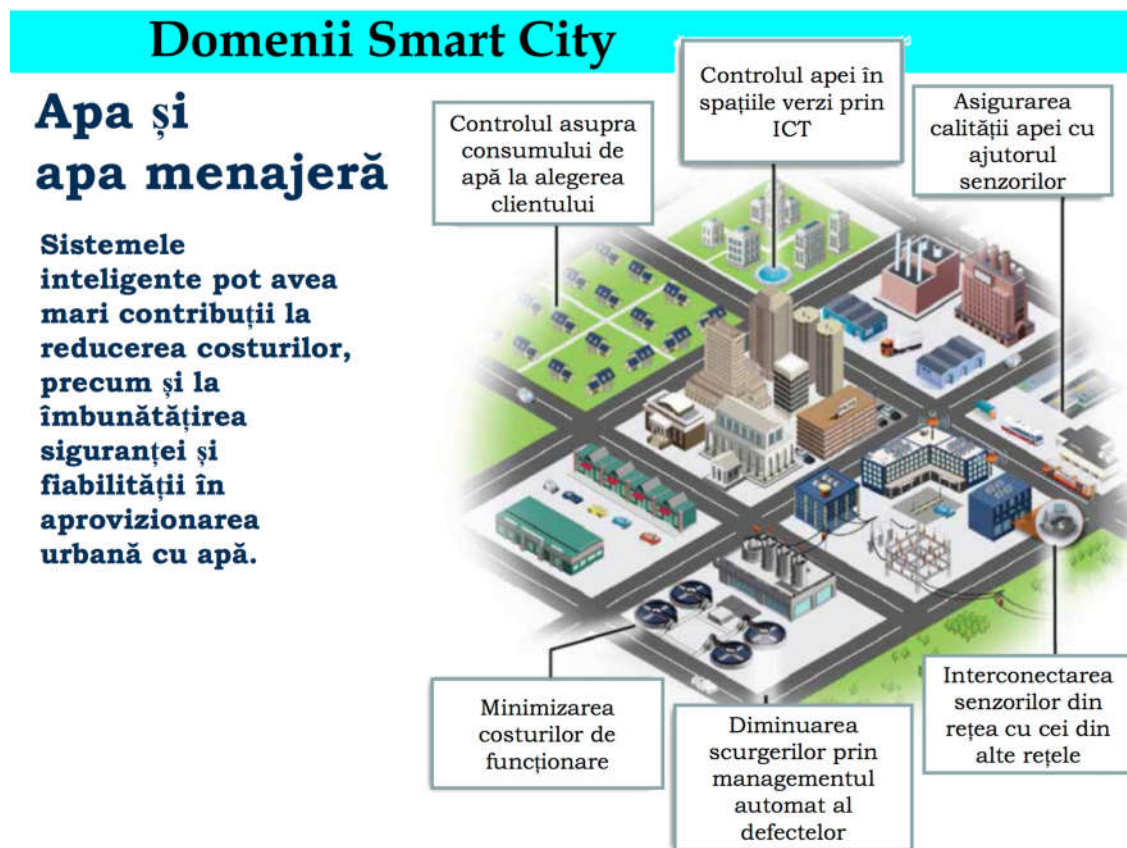 Domenii Smart City
Apa și
apa menajeră
Sistemele
inteligente pot avea
mari contribuții la
reducerea costurilor,
precum și la
îmbunătățirea
siguranței și
fiabilității în
aprovizionarea
urbană cu apă.
Controlul asupra
consumului de
apă la alegerea
clientului
Controlul apei în
spațiile verzi prin
ICT
Asigurarea
calității apei cu
ajutorul
senzorilor
Minimizarea
costurilor de
funcționare
Diminuarea
scurgerilor prin
managementul
automat al
defectelor
Interconectarea
senzorilor din
rețea cu cei din
alte rețele